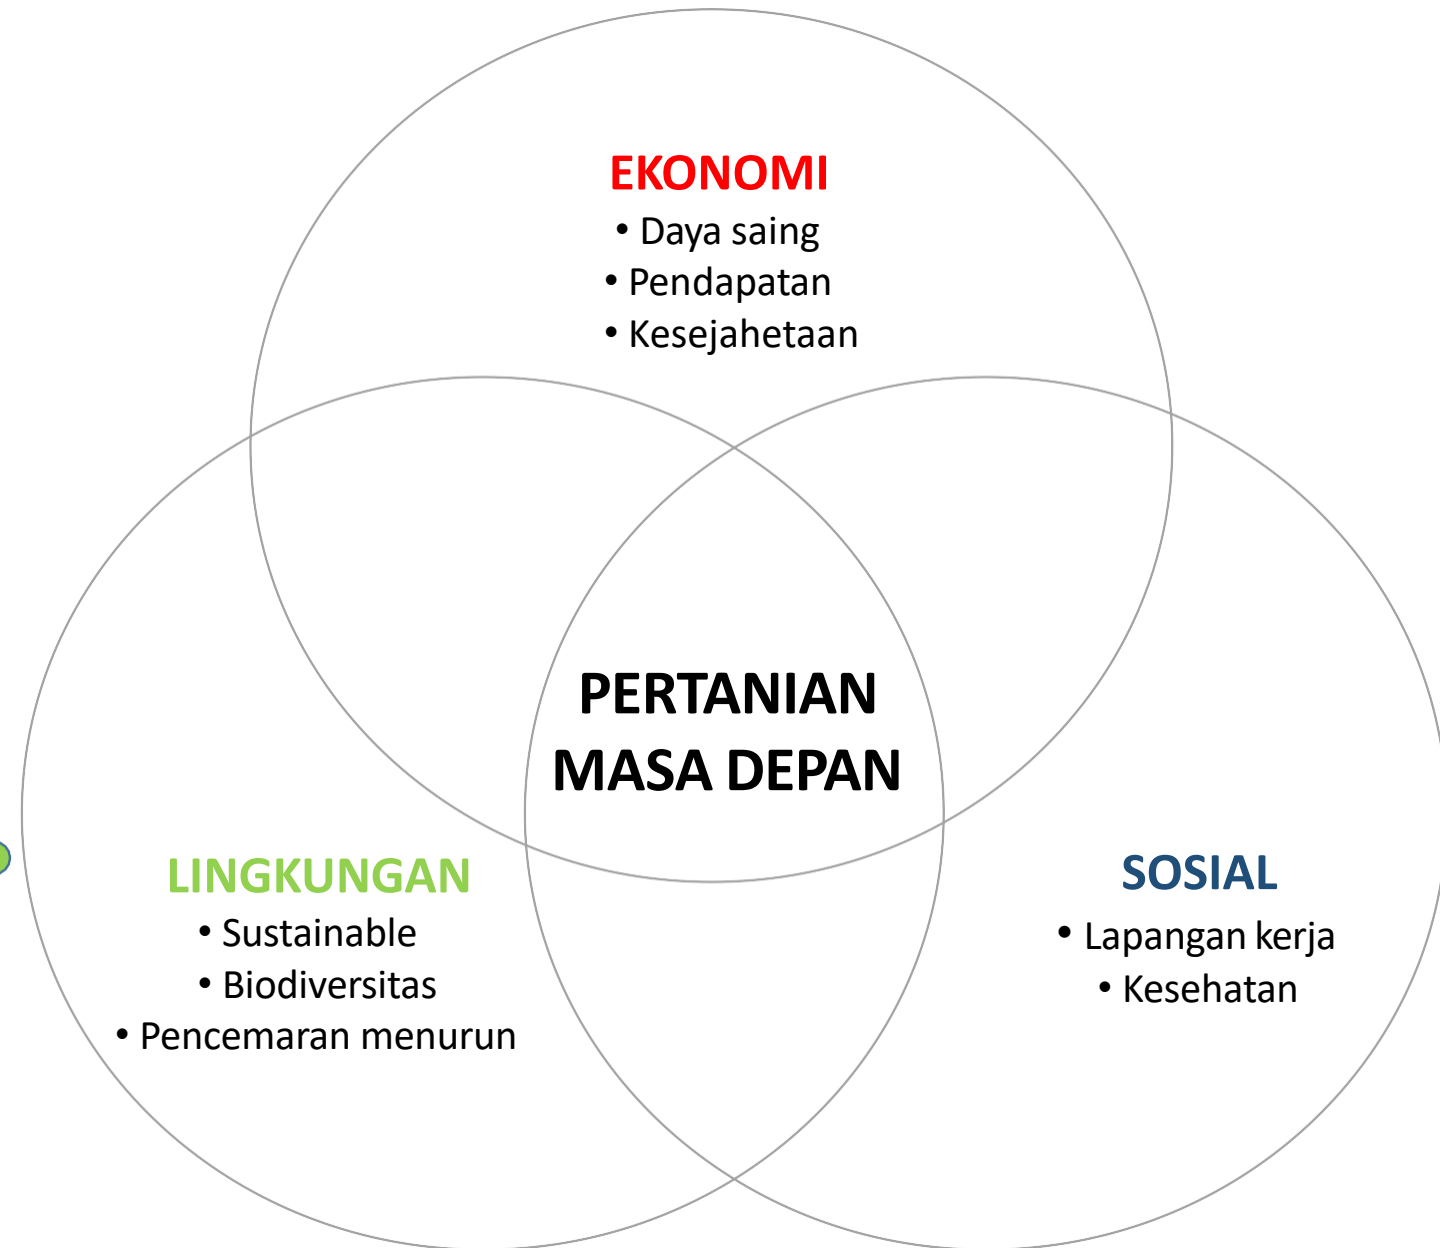 EKONOMI
• Daya saing
• Pendapatan
• Kesejahetaan
PERTANIAN
MASA DEPAN
LINGKUNGAN
• Sustainable
• Biodiversitas
• Pencemaran menurun
SOSIAL
• Lapangan kerja
• Kesehatan